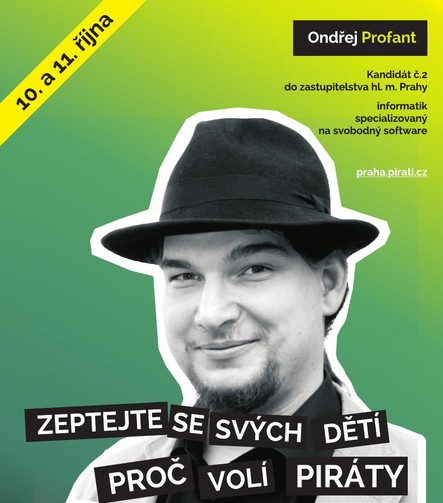 10. a 11. října
Ondřej Profant
Kandidát č.2
do zastupitelstva hl. m. Prahy
informatik
specializovaný
na svobodný software
praha.pirati.cz
ZEPTEJTE SE SVÝCH DĚTÍ
PROČ VOLÍ PIRÁTY